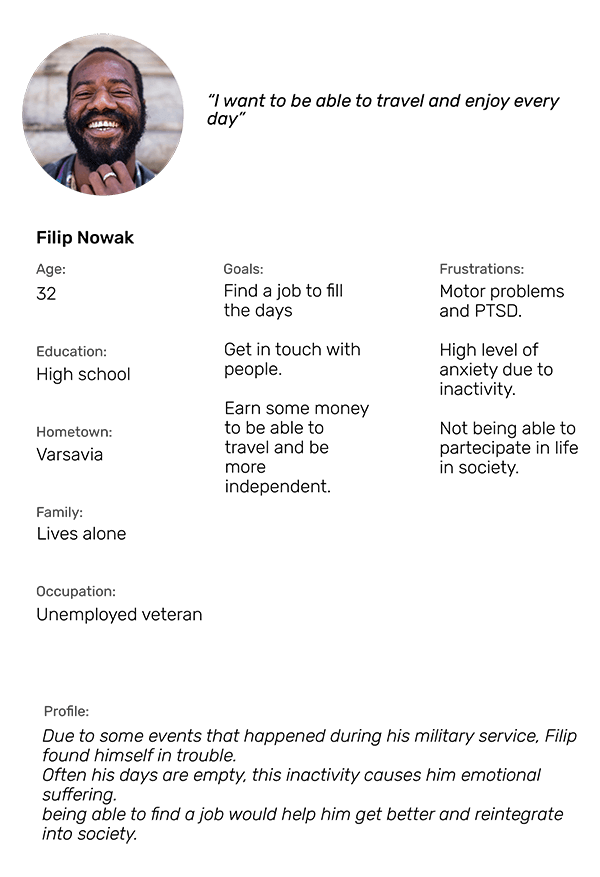 “I want to be able to travel and enjoy every
day”
Filip Nowak
Age:
32
Education:
High school
Hometown:
Varsavia
Family:
Lives alone
Occupation:
Unemployed veteran
Goals:
Find a job to fill
the days
Get in touch with
people.
Earn some money
to be able to
travel and be
more
independent.
Frustrations:
Motor problems
and PTSD.
High level of
anxiety due to
inactivity.
Not being able to
partecipate in life
in society.
Profile:
Due to some events that happened during his military service, Filip
found himself in trouble.
Often his days are empty, this inactivity causes him emotional
suffering.
being able to find a job would help him get better and reintegrate
into society.